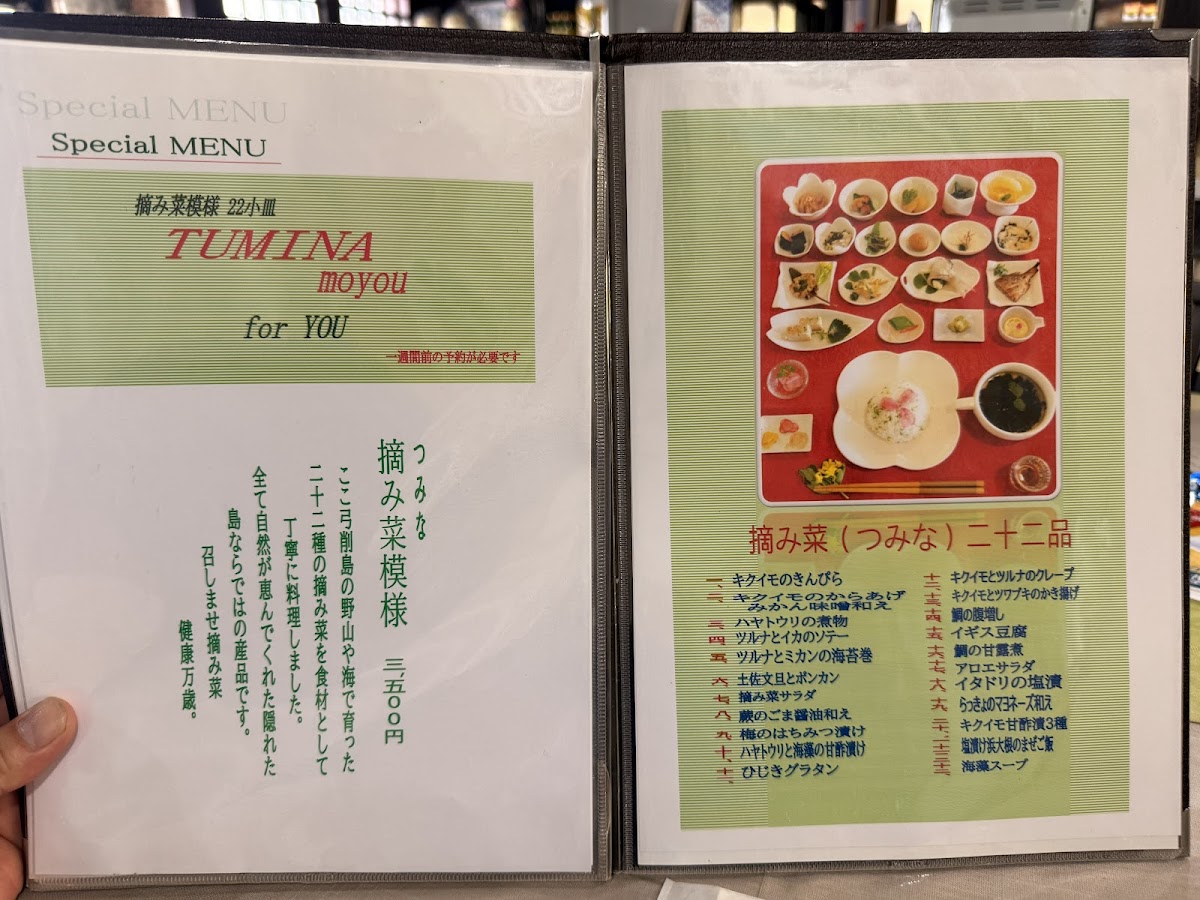 Special MENU
Special MENU
摘み菜模様 22小皿
TUMINA
moyou
for YOU
一週間前の予約が必要です
つみな
摘み菜模様 三,五〇〇円
ここ弓削島の野山や海で育った
二十二種の摘み菜を食材として
丁寧に料理しました。
全て自然が恵んでくれた隠れた
島ならではの産品です。
召しませ摘み菜
健康万歳。
摘み菜(つみな)二十二品
一、キクイモのきんぴら
二、キクイモのからあげ
みかん味噌和え
三、ハヤトウリの煮物
四、ツルナとイカのソテー
五、ツルナとミカンの海苔巻
六、土佐文旦とポンカン
七、摘み菜サラダ
八、蕨のごま醤油和え
九、梅のはちみつ漬け
十、ハヤトウリと海藻の甘酢漬け
十一、ひじきグラタン
十二、キクイモとツルナのクレープ
十三、キクイモとツワブキのかき揚げ
十四、鯛の腹増し
十五、イギス豆腐
十六、鯛の甘露煮
十七、アロエサラダ
十八、イタドリの塩漬
十九、らっきょのマヨネーズ和え
二十、キクイモ甘酢漬3種
二十一、塩漬け浜大根のまぜご飯
二十二、海藻スープ